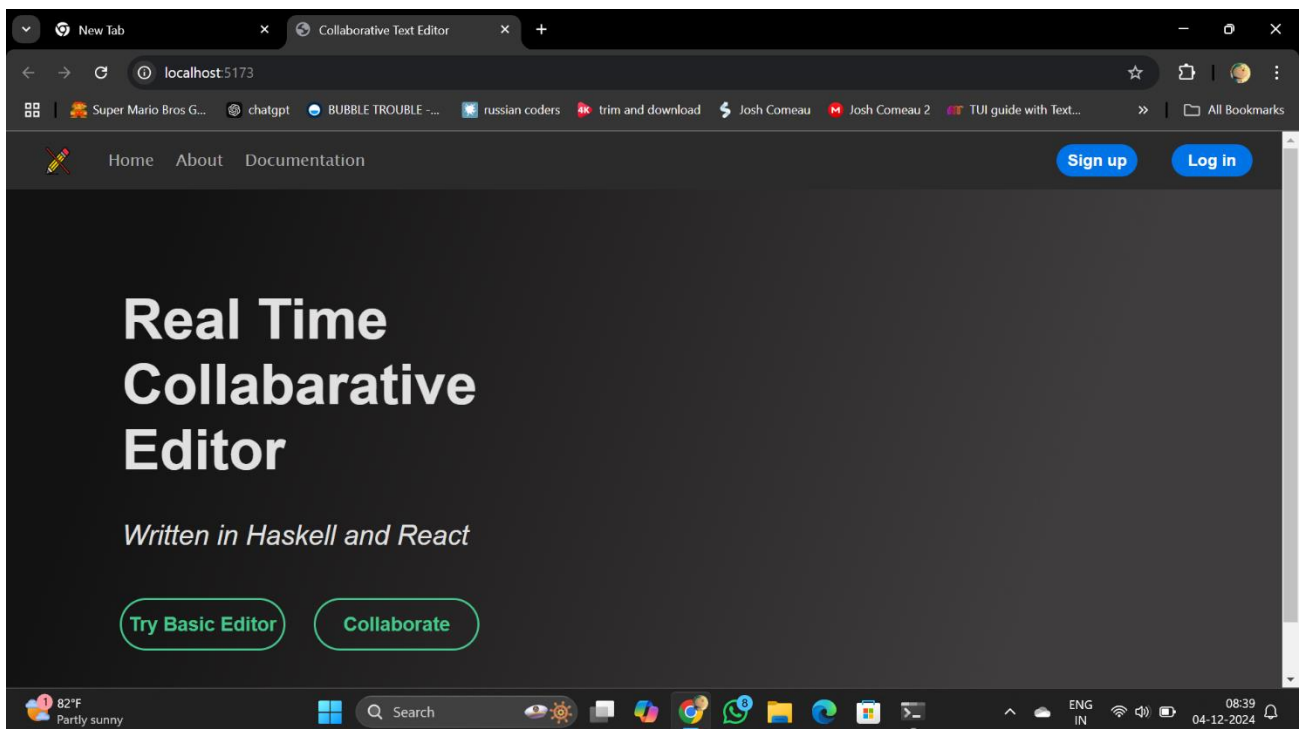 New Tab
Collaborative Text Editor
localhost:5173
Super Mario Bros G...
chatgpt
BUBBLE TROUBLE -...
russian coders
4K
trim and download
Josh Comeau
M
Josh Comeau 2
TUI guide with Text...
All Bookmarks
Home
About
Documentation
Sign up
Log in
Real Time
Collabarative
Editor
Written in Haskell and React
Try Basic Editor
Collaborate
1
82°F
Partly sunny
Search
8
ENG
IN
08:39
04-12-2024